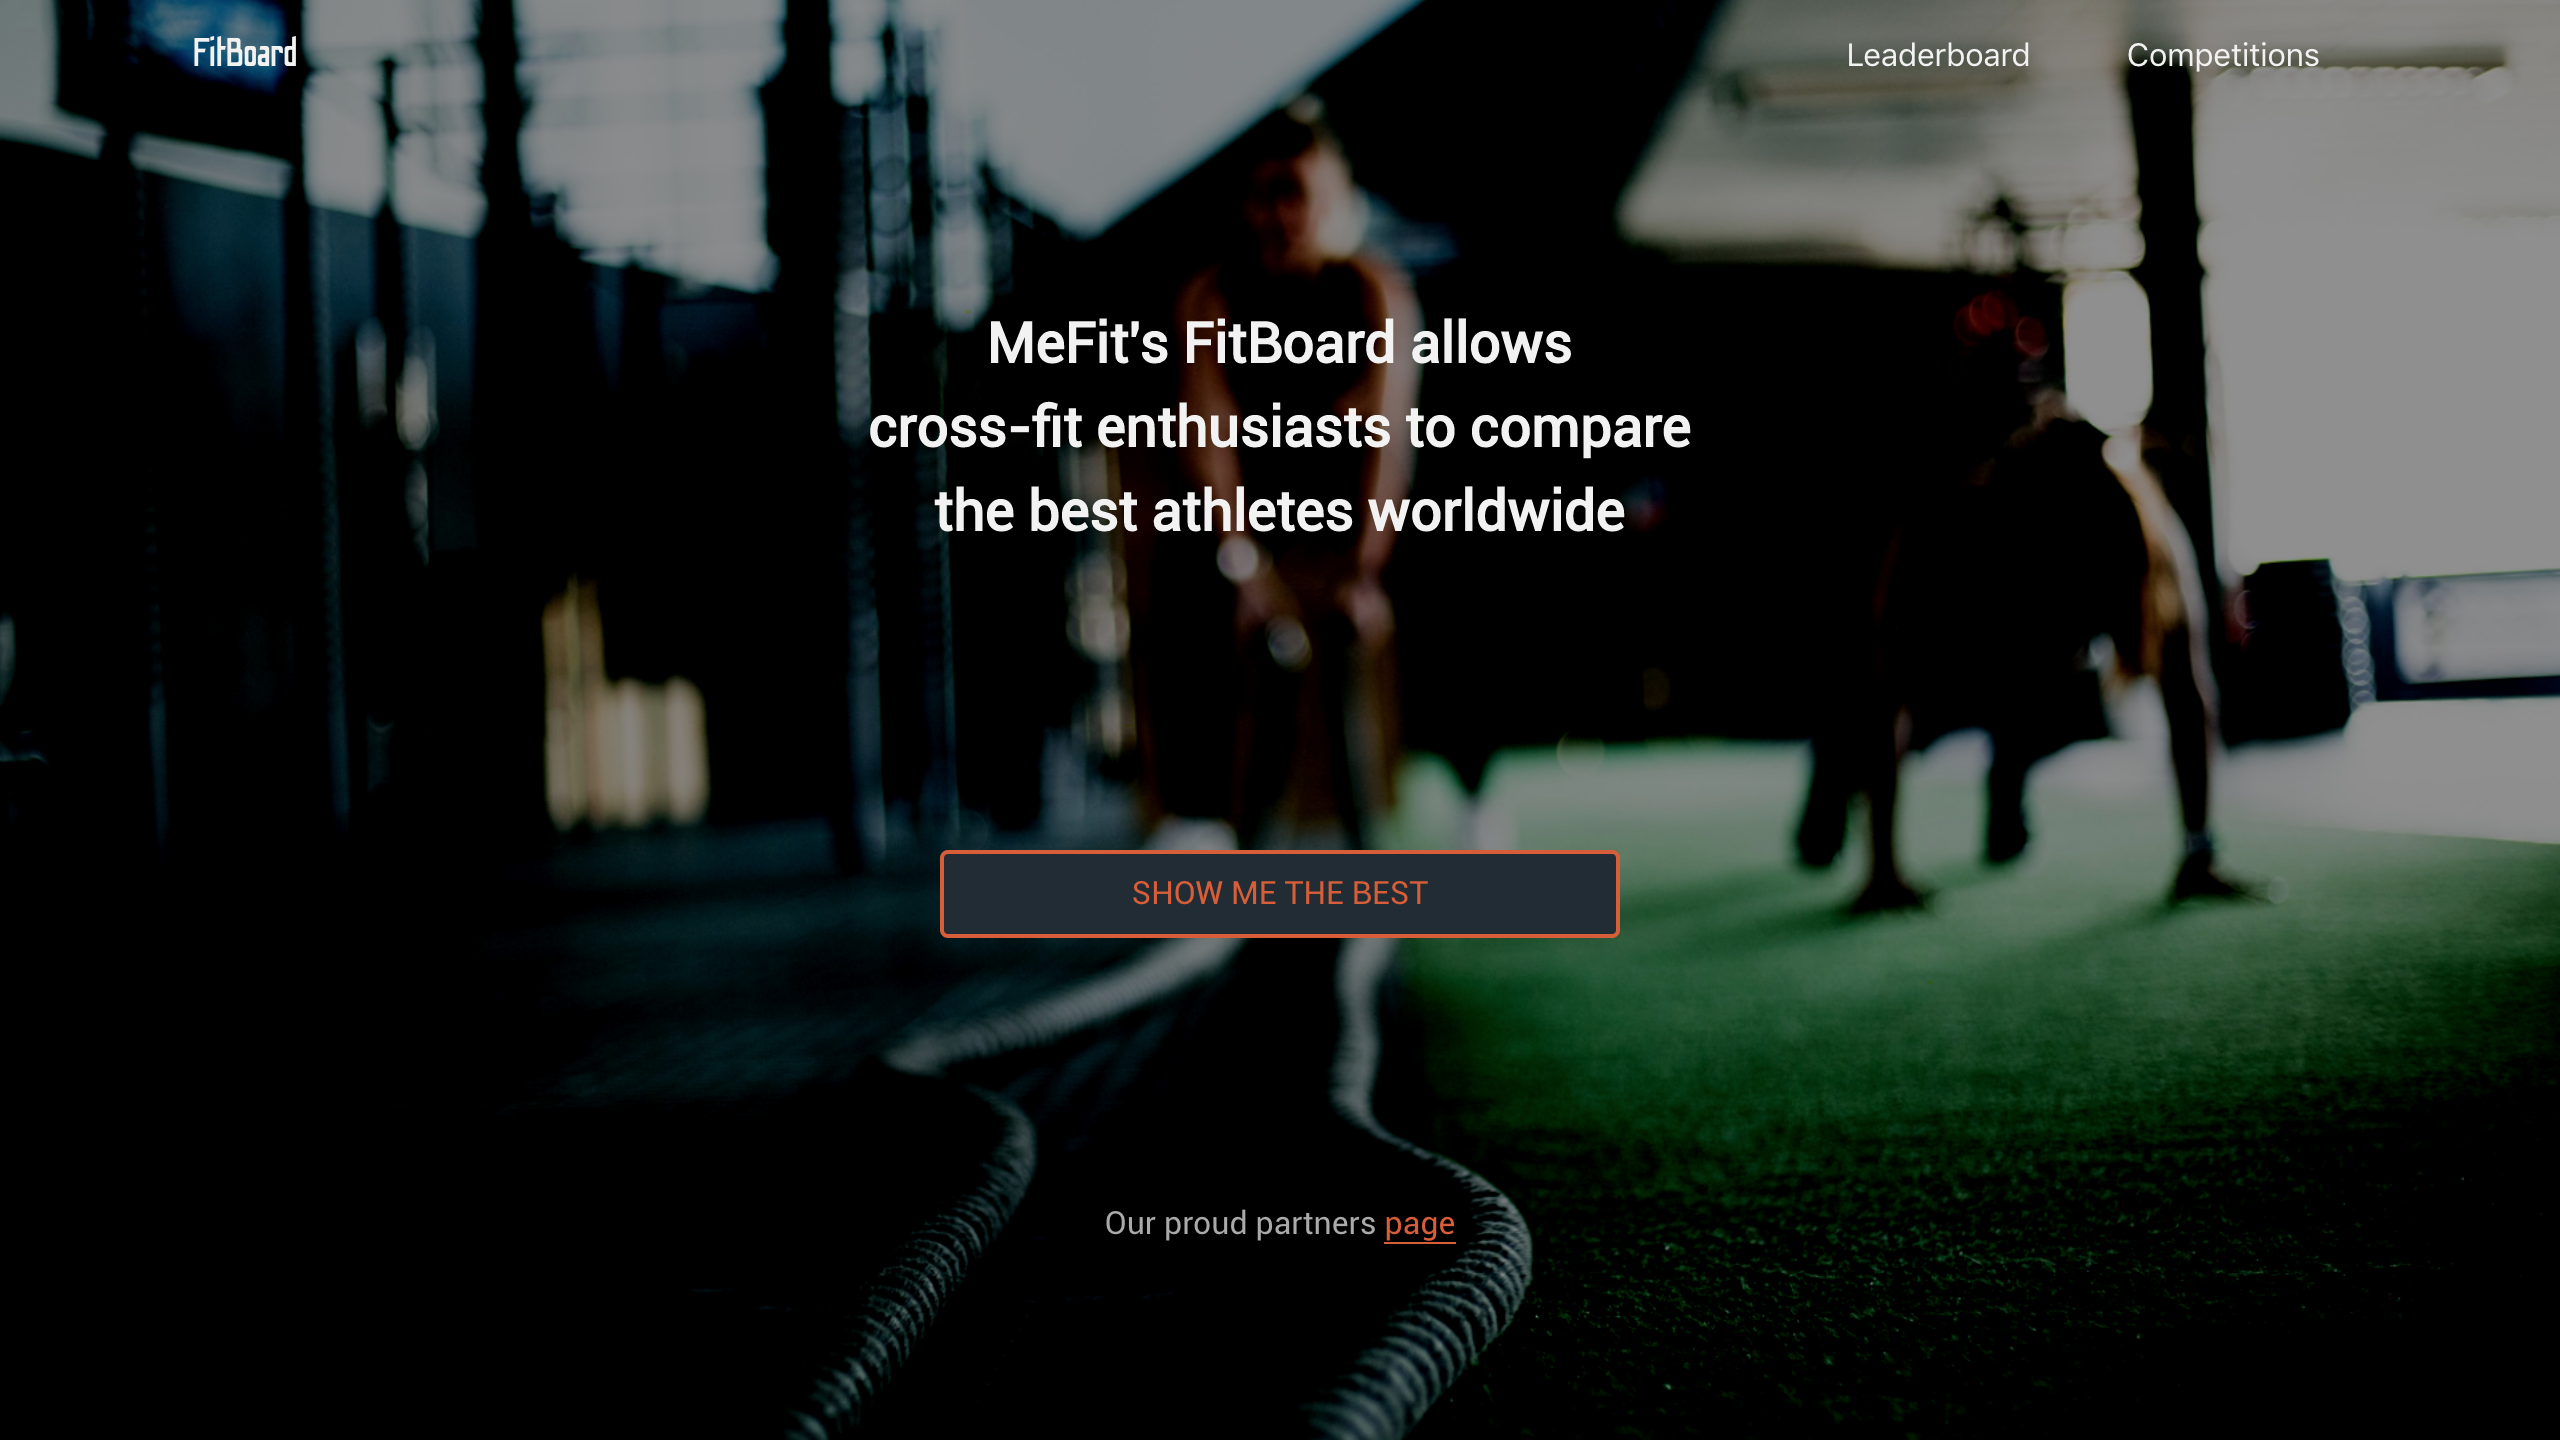 FitBoard
Leaderboard
Competitions
MeFit's FitBoard allows
cross-fit enthusiasts to compare
the best athletes worldwide
SHOW ME THE BEST
Our proud partners page